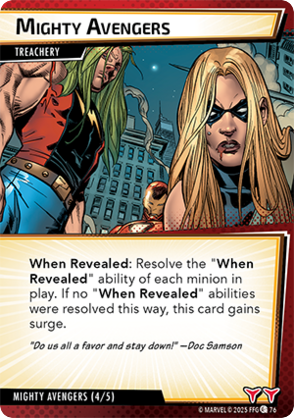 MIGHTY AVENGERS
TREACHERY
When Revealed: Resolve the "When
Revealed" ability of each minion in
play. If no "When Revealed" abilities
were resolved this way, this card gains
surge.
"Do us all a favor and stay down!" —Doc Samson
MIGHTY AVENGERS (4/5)
© MARVEL © 2025 FFG 76